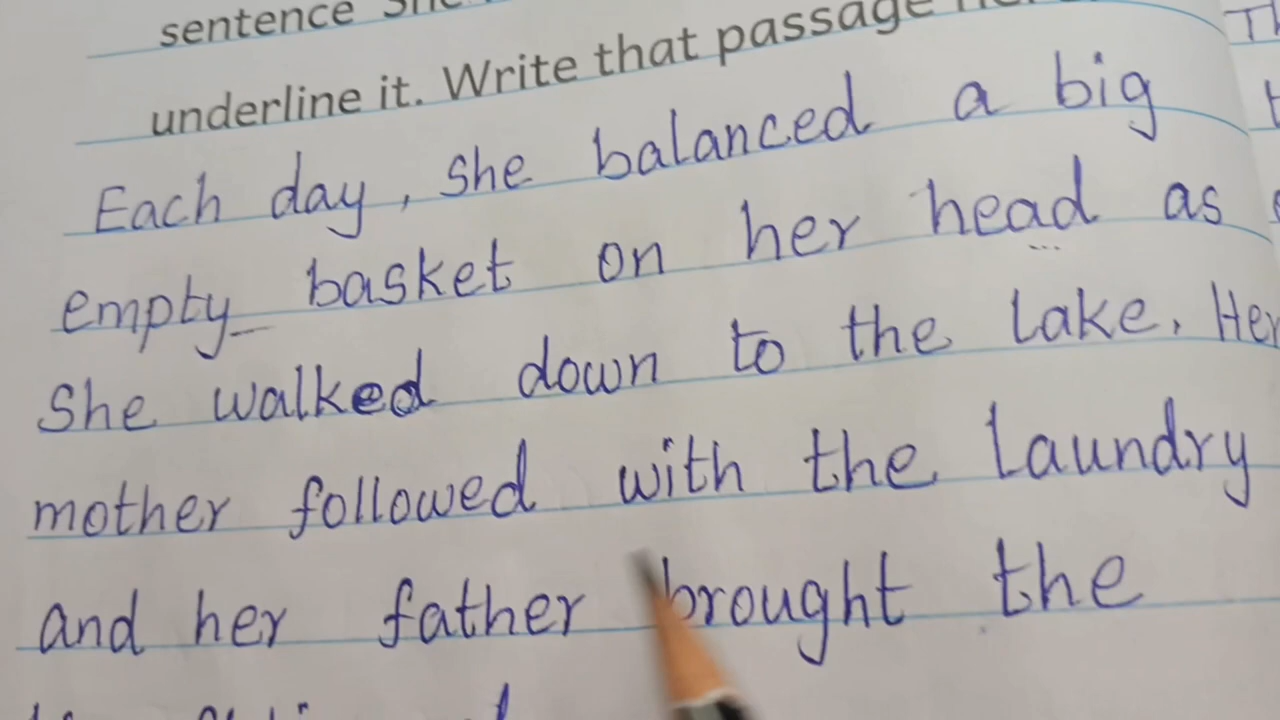 sentence
underline it. Write that passage
Each day, she balanced a big
empty basket on her head as
She walked down to the lake. Her
mother followed with the laundry
and her father brought the